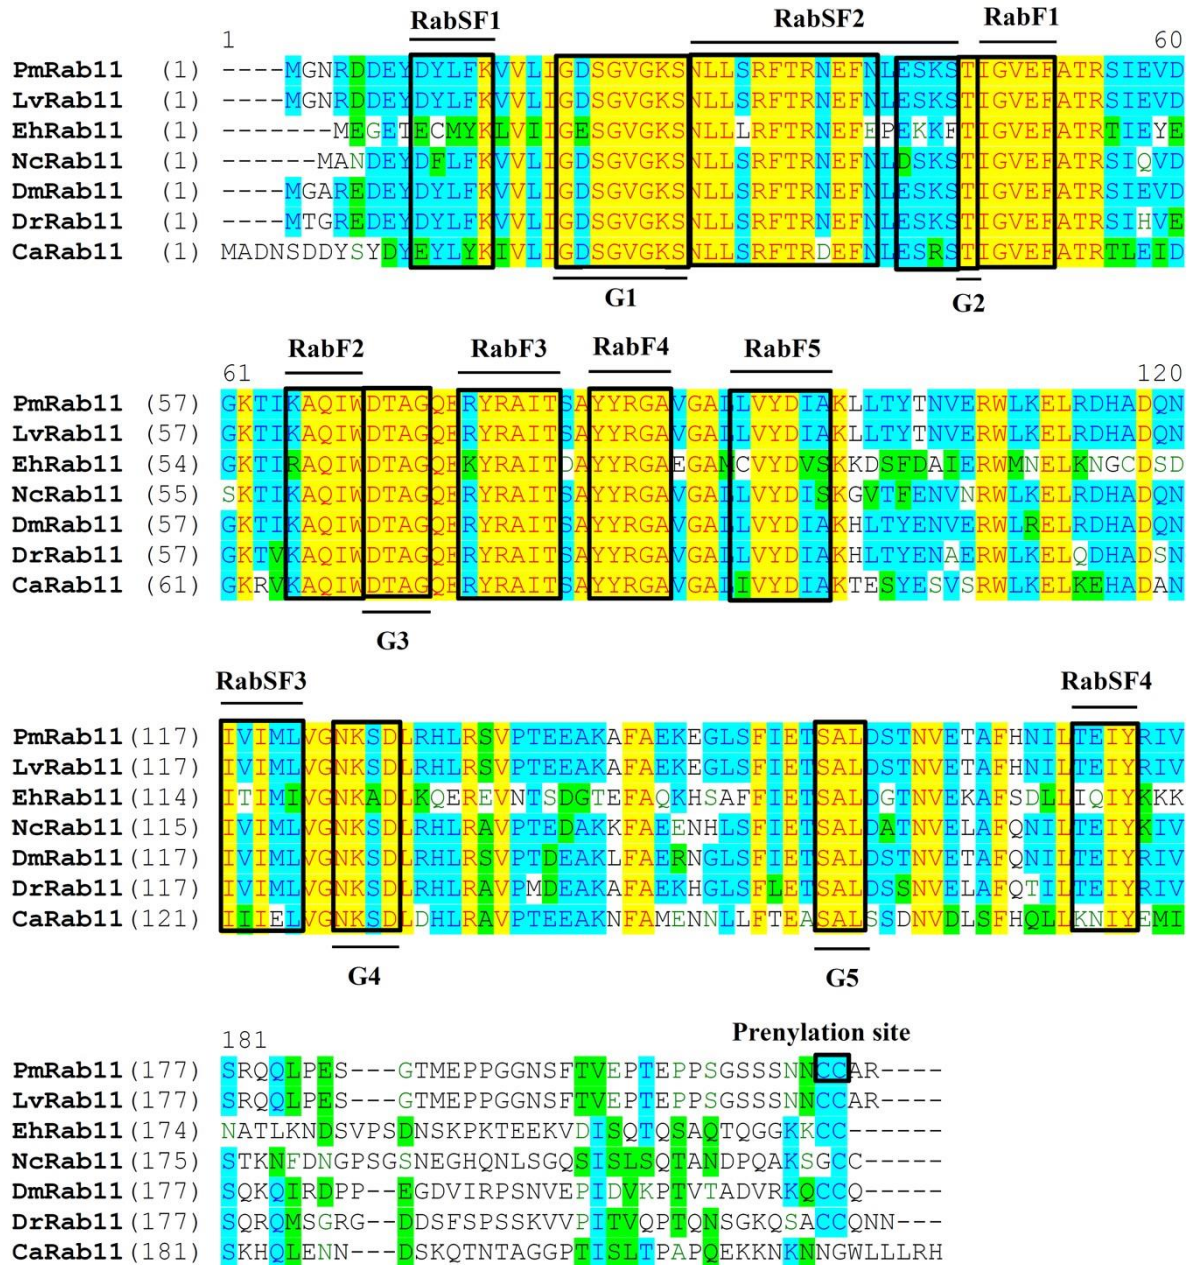 RabSF1 RabSF2 RabF1
1 60
PmRab11 (1) ----MGNRDDEYDYLFKVVLIGDSGVGKSNLLSRFTRNEFNLESKSTIGVEFATRSIEVD
LvRab11 (1) ----MGNRDDEYDYLFKVVLIGDSGVGKSNLLSRFTRNEFNLESKSTIGVEFATRSIEVD
EhRab11 (1) -------MEGETECMYKLVIIGESGVGKSNLLLRFTRNEFEPEKKFTIGVEFATRTIEYE
NcRab11 (1) ------MANDEYDFLFKVVLIGDSGVGKSNLLSRFTRNEFNLDSKSTIGVEFATRSIQVD
DmRab11 (1) ----MGAREDEYDYLFKVVLIGDSGVGKSNLLSRFTRNEFNLESKSTIGVEFATRSIEVD
DrRab11 (1) ----MTGREDEYDYLFKVVLIGDSGVGKSNLLSRFTRNEFNLESKSTIGVEFATRSIHVE
CaRab11 (1) MADNSDDYSYDYEYLYKIVLIGDSGVGKSNLLSRFTRDEFNLESRSTIGVEFATRTLEID
G1 G2
RabF2 RabF3 RabF4 RabF5
61 120
PmRab11 (57) GKTIKAQIWDTAGQERYRAITSAYYRGAVGALLVYDIAKLLTYTNVERWLKELRDHADQN
LvRab11 (57) GKTIKAQIWDTAGQERYRAITSAYYRGAVGALLVYDIAKLLTYTNVERWLKELRDHADQN
EhRab11 (54) GKTIRAQIWDTAGQEKYRAITDAYYRGAEGAMCVYDVSKKDSFDAIERWMNELKNGCDSD
NcRab11 (55) SKTIKAQIWDTAGQERYRAITSAYYRGAVGALLVYDISKGVTFENVNRWLKELRDHADQN
DmRab11 (57) GKTIKAQIWDTAGQERYRAITSAYYRGAVGALLVYDIAKHLTYENVERWLRELRDHADQN
DrRab11 (57) GKTVKAQIWDTAGQERYRAITSAYYRGAVGALLVYDIAKHLTYENAERWLKELQDHADSN
CaRab11 (61) GKRVKAQIWDTAGQERYRAITSAYYRGAVGALIVYDIAKTESYESVSRWLKELKEHADAN
G3
RabSF3 RabSF4
PmRab11 (117) IVIMLVGNKSDLRHLRSVPTEEAKAFAEKEGLSFIETSALDSTNVETAFHNILTEIYRIV
LvRab11 (117) IVIMLVGNKSDLRHLRSVPTEEAKAFAEKEGLSFIETSALDSTNVETAFHNILTEIYRIV
EhRab11 (114) ITIMIVGNKADLKQEREVNTSDGTEFAQKHSAFFIETSALDGTNVEKAFSDLLIQIYKKK
NcRab11 (115) IVIMLVGNKSDLRHLRAVPTEDAKKFAEENHLSFIETSALDATNVELAFQNILTEIYKIV
DmRab11 (117) IVIMLVGNKSDLRHLRSVPTDEAKLFAERNGLSFIETSALDSTNVETAFQNILTEIYRIV
DrRab11 (117) IVIMLVGNKSDLRHLRAVPMDEAKAFAEKHGLSFLETSALDSSNVELAFQTILTEIYRIV
CaRab11 (121) IIIELVGNKSDLDHLRAVPTEEAKNFAMENNLLFTEASALSSDNVDLSFHQLLKNIYEMI
G4 G5
181 Prenylation site
PmRab11 (177) SRQQLPES---GTMEPPGGNSFTVEPTEPPSGSSSNNCCAR----
LvRab11 (177) SRQQLPES---GTMEPPGGNSFTVEPTEPPSGSSSNNCCAR----
EhRab11 (174) NATLKNDSVPSDNSKPKTEEKVDISQTQSAQTQGGKKCC------
NcRab11 (175) STKNFDNGPSGSNEGHQNLSGQSISLSQTANDPQAKSGCC-----
DmRab11 (177) SQKQIRDPP--EGDVIRPSNVEPIDVKPTVTADVRKQCCQ-----
DrRab11 (177) SQRQMSGRG--DDSFSPSSKVVPITVQPTQNSGKQSACCQNN---
CaRab11 (181) SKHQLENN---DSKQTNTAGGPTISLTPAPQEKKNKNNGWLLLRH